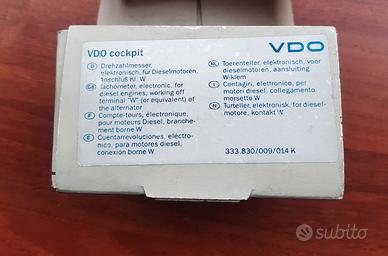 VDO cockpit
VDO
D Drehzahlmesser,
elektronisch, für Dieselmotoren,
Anschluß Kl. W
GB Tachometer, electronic, for
diesel engines, working off
terminal "W" (or equivalent) of
the alternator
F Compte-tours, électronique,
pour moteurs Diesel, branche-
ment borne W
E Cuentarrevoluciones, eléctro-
nico, para motores diesel,
conexión borne W
NL Toerenteller, elektronisch, voor
dieselmotoren, aansluiting
W-klem
I Contagiri, elettronico, per
motori diesel, collegamento
morsetto W
N Turteller, elektronisk, for diesel-
motore, kontakt W
333.830/009/014 K
subito